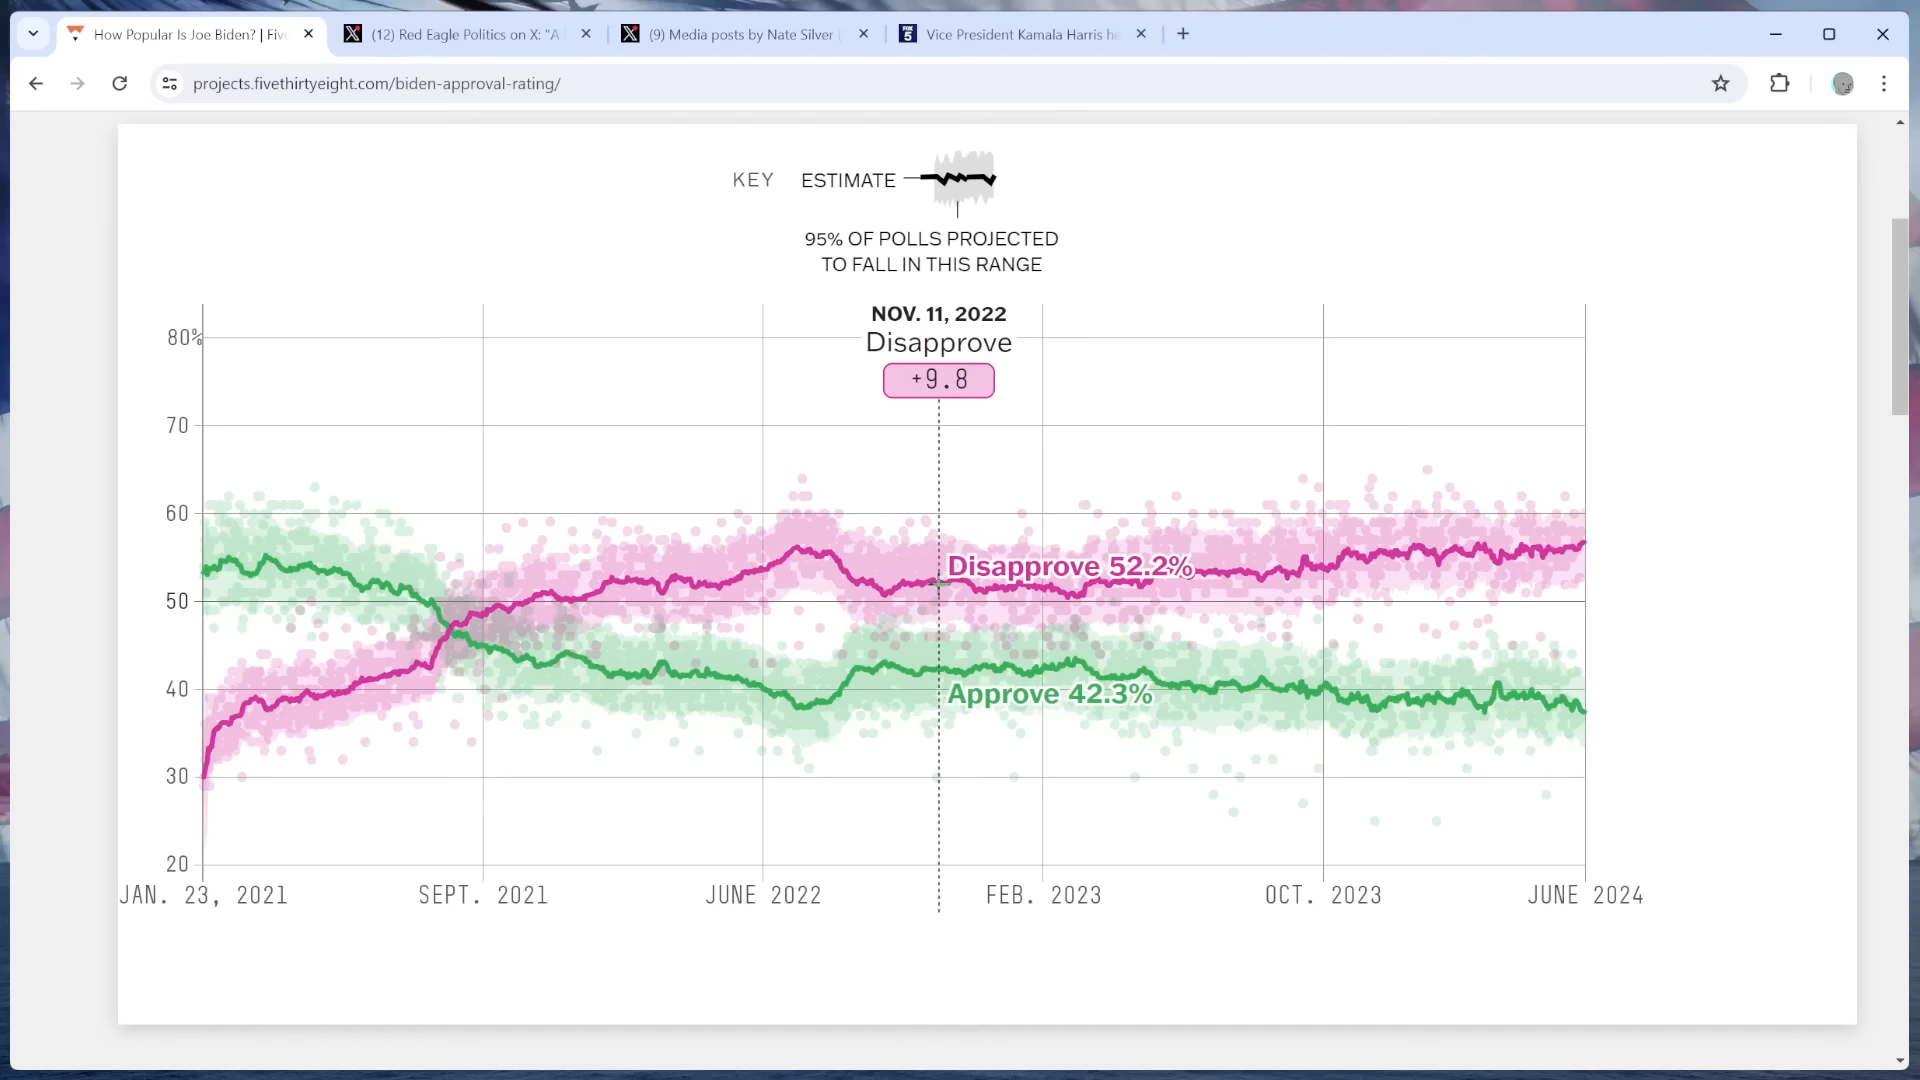 How Popular Is Joe Biden? | Fiv
(12) Red Eagle Politics on X: "A
(9) Media posts by Nate Silver (
FOX 5
Vice President Kamala Harris he
projects.fivethirtyeight.com/biden-approval-rating/
KEY ESTIMATE
95% OF POLLS PROJECTED
TO FALL IN THIS RANGE
NOV. 11, 2022
Disapprove
+9.8
80%
70
60
50
40
30
20
Disapprove 52.2%
Approve 42.3%
JAN. 23, 2021
SEPT. 2021
JUNE 2022
FEB. 2023
OCT. 2023
JUNE 2024